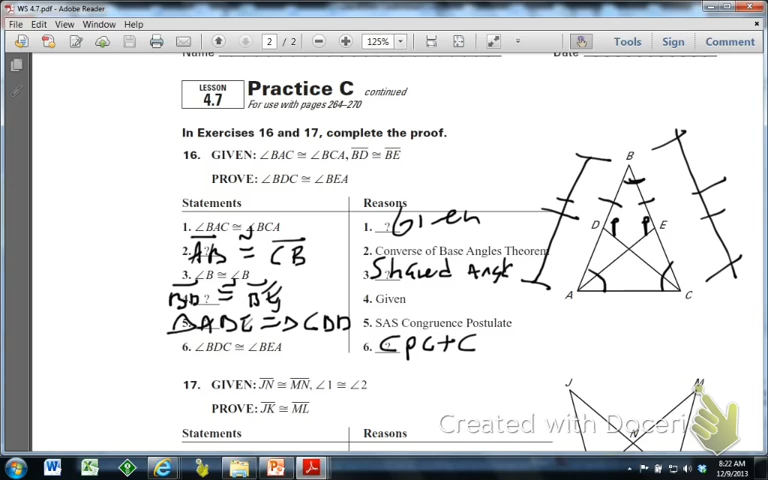 WS 4.7.pdf - Adobe Reader
File Edit View Window Help
2 / 2 125% Tools Sign Comment
Name Date
LESSON 4.7 Practice C continued
For use with pages 264–270
In Exercises 16 and 17, complete the proof.
16. GIVEN: ∠BAC ≅ ∠BCA, BD ≅ BE
PROVE: ∠BDC ≅ ∠BEA
Statements Reasons
1. ∠BAC ≅ ∠BCA 1. ? Given
2. AB ≅ CB 2. Converse of Base Angles Theorem
3. ∠B ≅ ∠B 3. Shared Angle
? 4. Given
5. SAS Congruence Postulate
6. ∠BDC ≅ ∠BEA 6. ? CPCTC
B
D E
A C
17. GIVEN: JN ≅ MN, ∠1 ≅ ∠2
PROVE: JK ≅ ML
Statements Reasons
J M
N
Created with Doceri
8:22 AM
12/9/2013